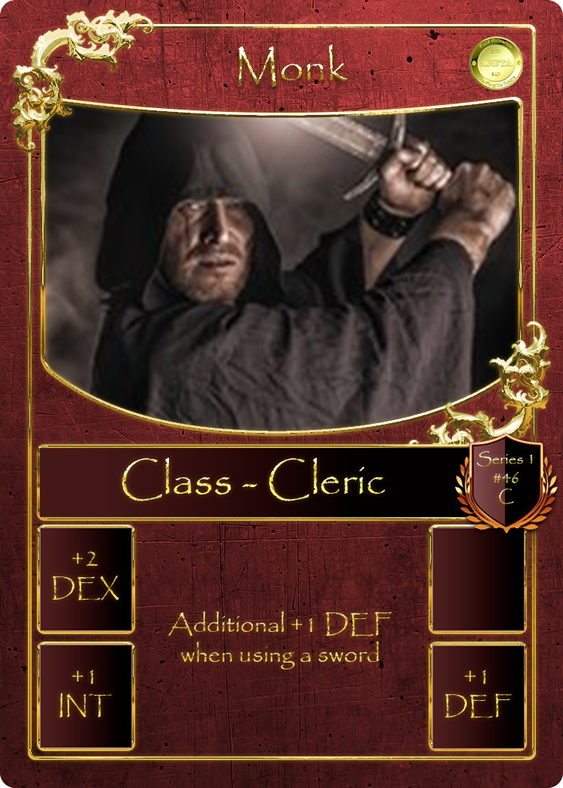 Monk
Class - Cleric
Series 1
#46
C
+2
DEX
Additional +1 DEF
when using a sword
+1
INT
+1
DEF